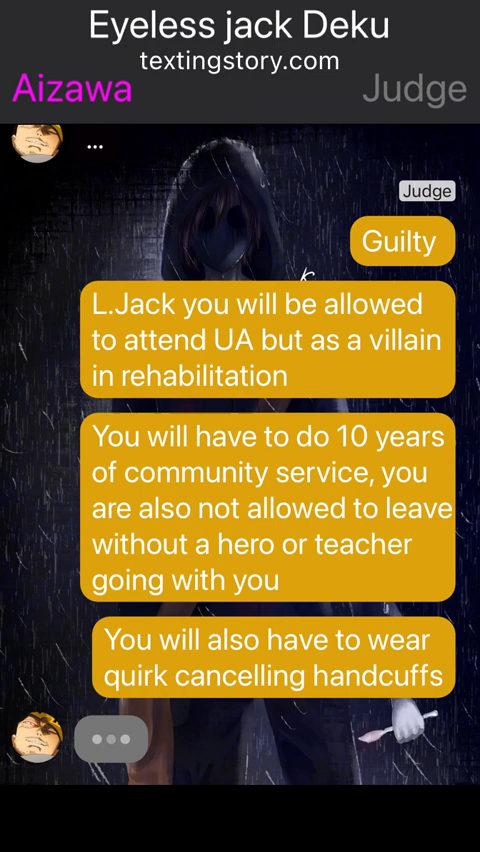 Eyeless jack Deku
textingstory.com
Aizawa
Judge
...
Judge
Guilty
L.Jack you will be allowed
to attend UA but as a villain
in rehabilitation
You will have to do 10 years
of community service, you
are also not allowed to leave
without a hero or teacher
going with you
You will also have to wear
quirk cancelling handcuffs